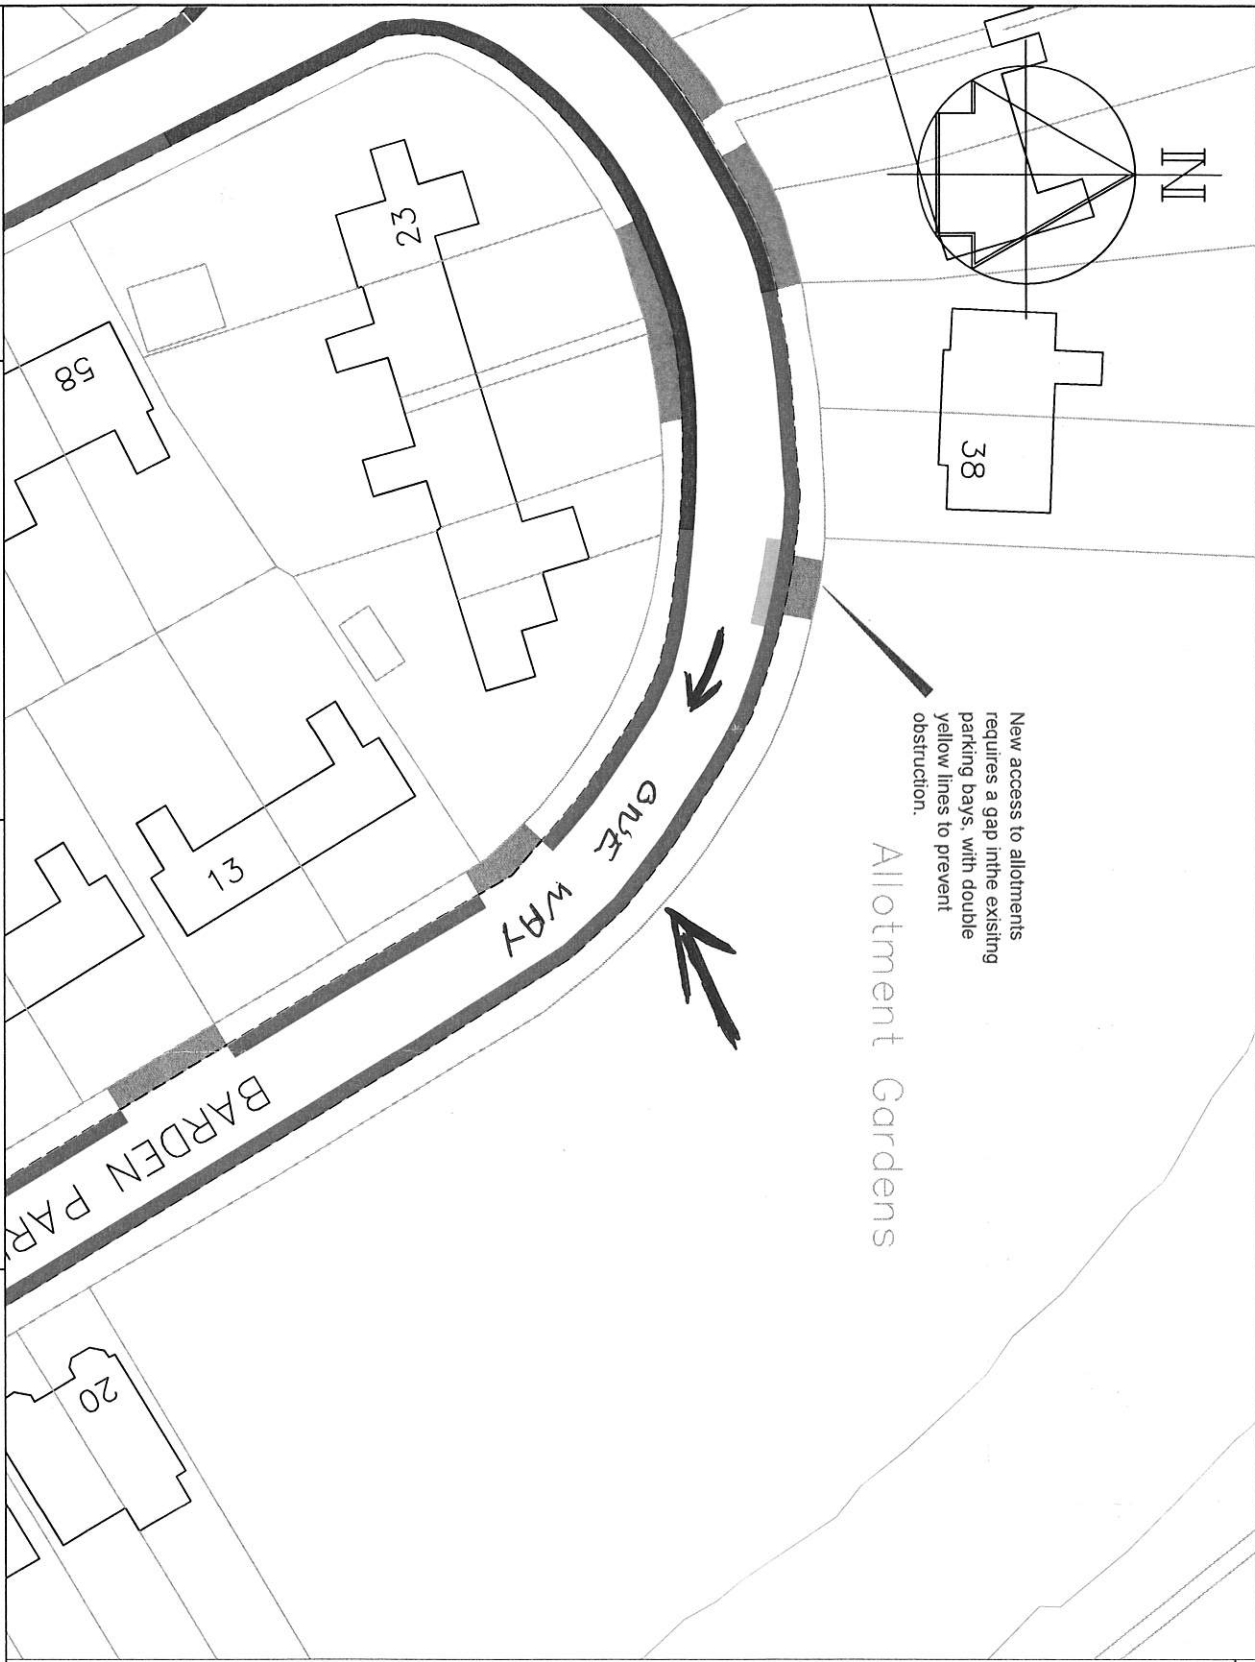 N
23
58
38
New access to allotments
requires a gap inthe exisitng
parking bays, with double
yellow lines to prevent
obstruction.
Allotment Gardens
ONE WAY
13
BARDEN PAR
20